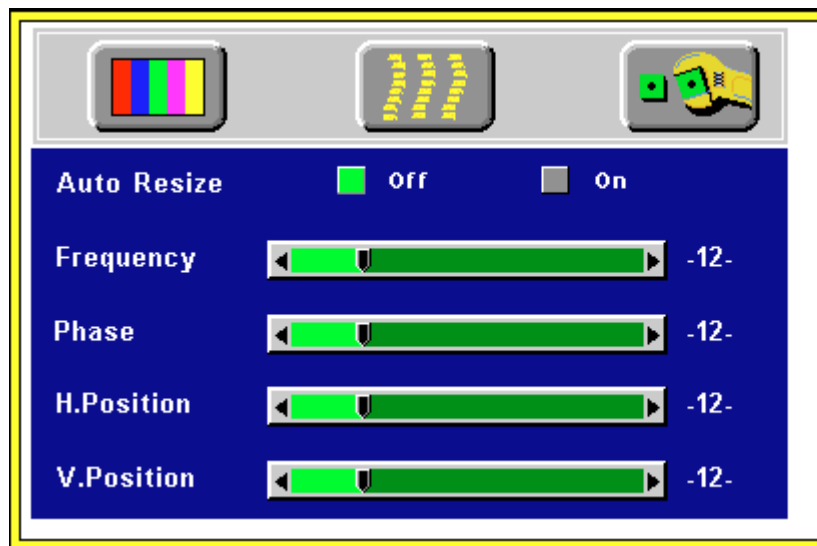 Auto Resize Off On
Frequency -12-
Phase -12-
H.Position -12-
V.Position -12-